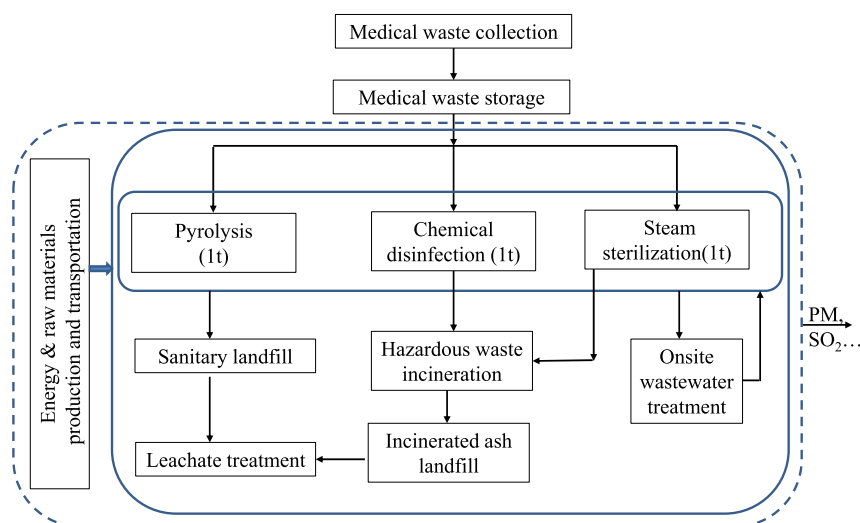 Medical waste collection
Medical waste storage
Energy & raw materials
production and transportation
Pyrolysis
(1t)
Chemical
disinfection (1t)
Steam
sterilization(1t)
Sanitary landfill
Hazardous waste
incineration
Onsite
wastewater
treatment
Leachate treatment
Incinerated ash
landfill
PM,
SO₂…